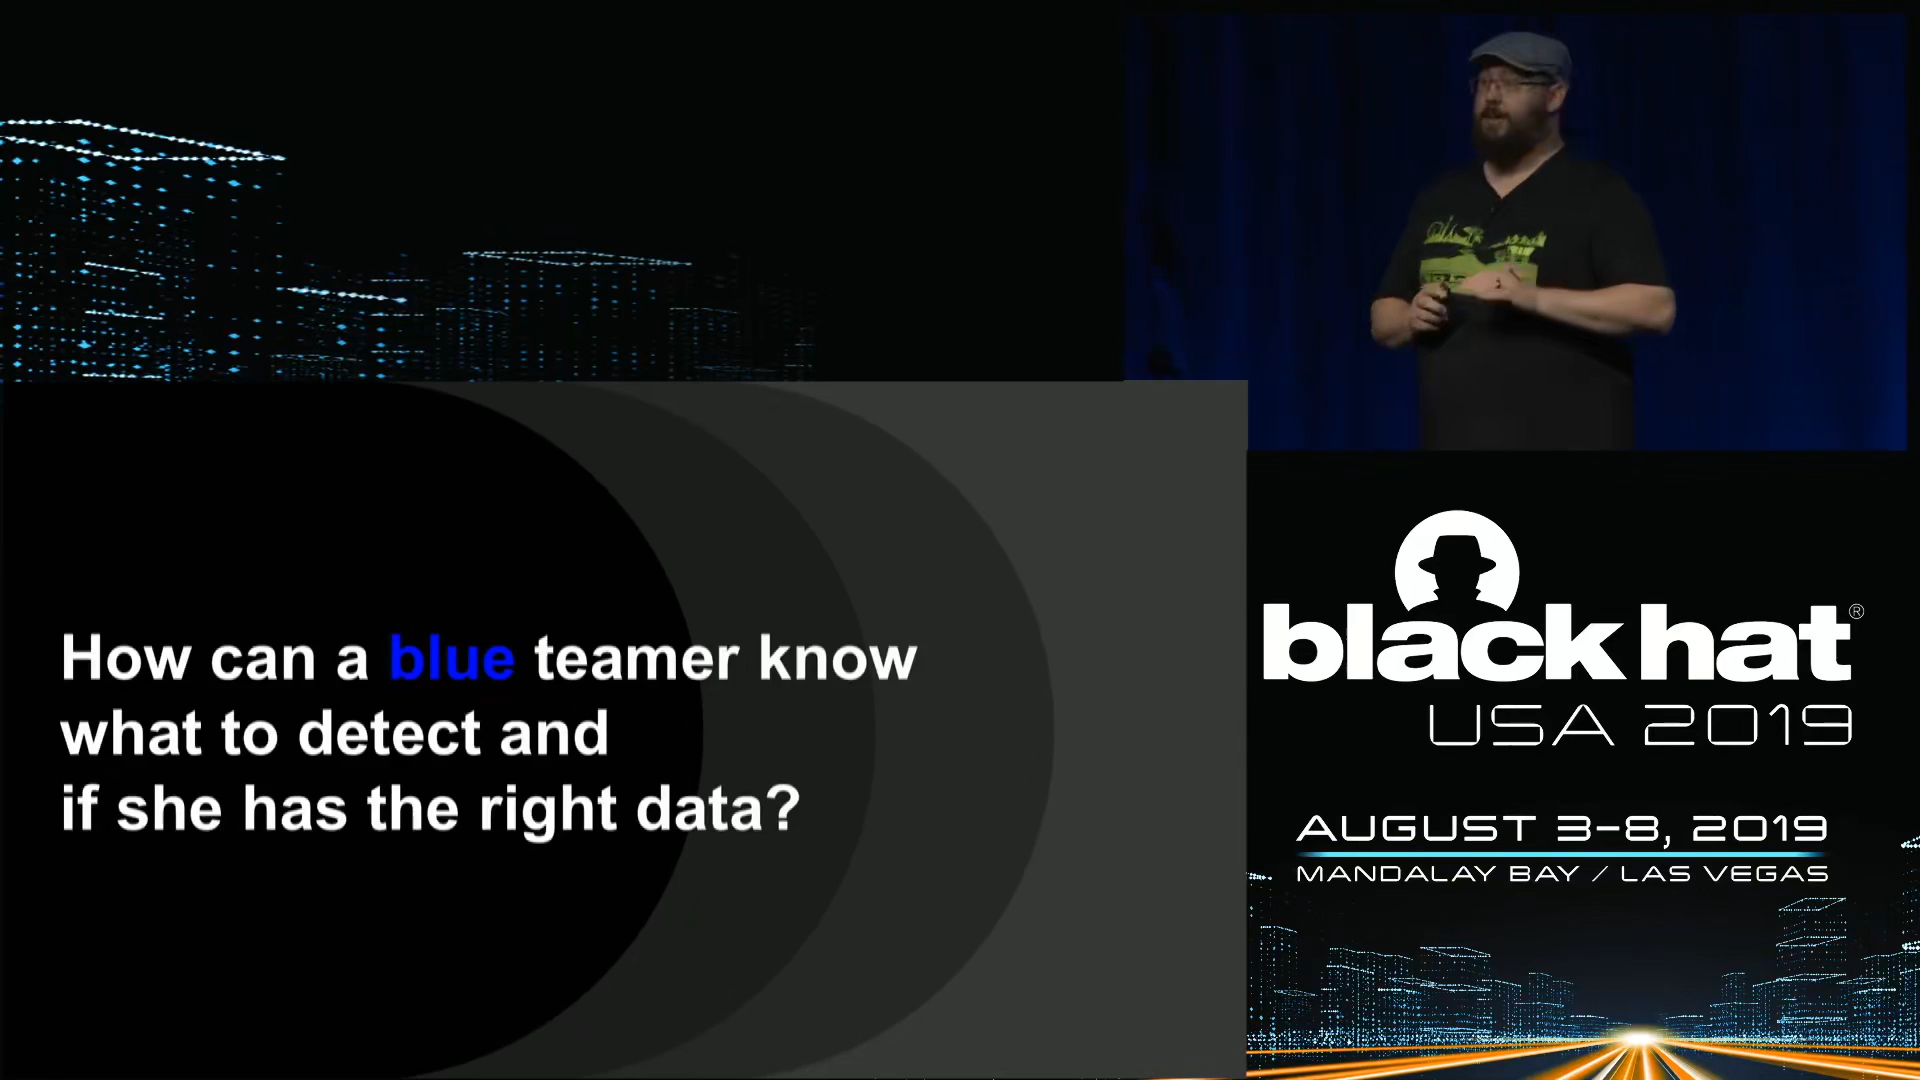 How can a blue teamer know
what to detect and
if she has the right data?
black hat®
USA 2019
AUGUST 3-8, 2019
MANDALAY BAY / LAS VEGAS